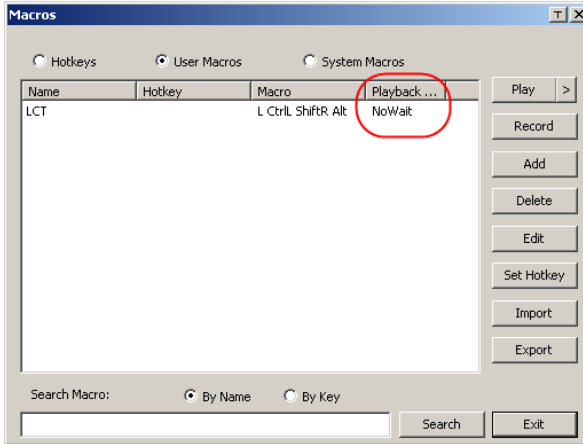 Macros
Hotkeys User Macros System Macros
Name Hotkey Macro Playback ...
LCT L CtrlL ShiftR Alt NoWait
Play >
Record
Add
Delete
Edit
Set Hotkey
Import
Export
Search Macro: By Name By Key
Search Exit